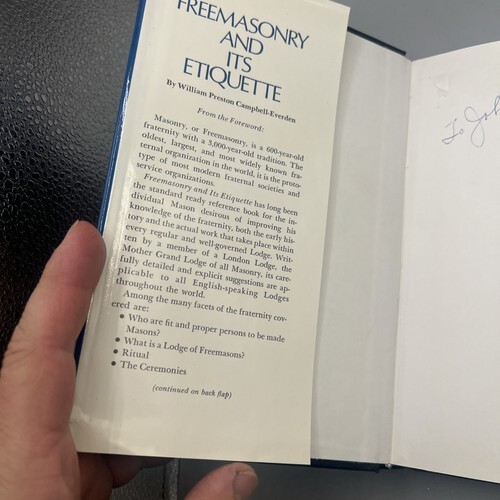 FREEMASONRY
AND
ITS
ETIQUETTE
By William Preston Campbell-Everden
From the Foreword:
Masonry, or Freemasonry, is a 600-year-old
fraternity with a 3,000-year-old tradition. The
oldest, largest, and most widely known fra-
ternal organization in the world, it is the proto-
type of most modern fraternal societies and
service organizations.
Freemasonry and Its Etiquette has long been
the standard ready reference book for the in-
dividual Mason desirous of improving his
knowledge of the fraternity, both the early his-
tory and the actual work that takes place within
every regular and well-governed Lodge. Writ-
ten by a member of a London Lodge, the
Mother Grand Lodge of all Masonry, its care-
fully detailed and explicit suggestions are ap-
plicable to all English-speaking Lodges
throughout the world.
Among the many facets of the fraternity cov-
ered are:
• Who are fit and proper persons to be made
Masons?
• What is a Lodge of Freemasons?
• Ritual
• The Ceremonies
(continued on back flap)
To Joh